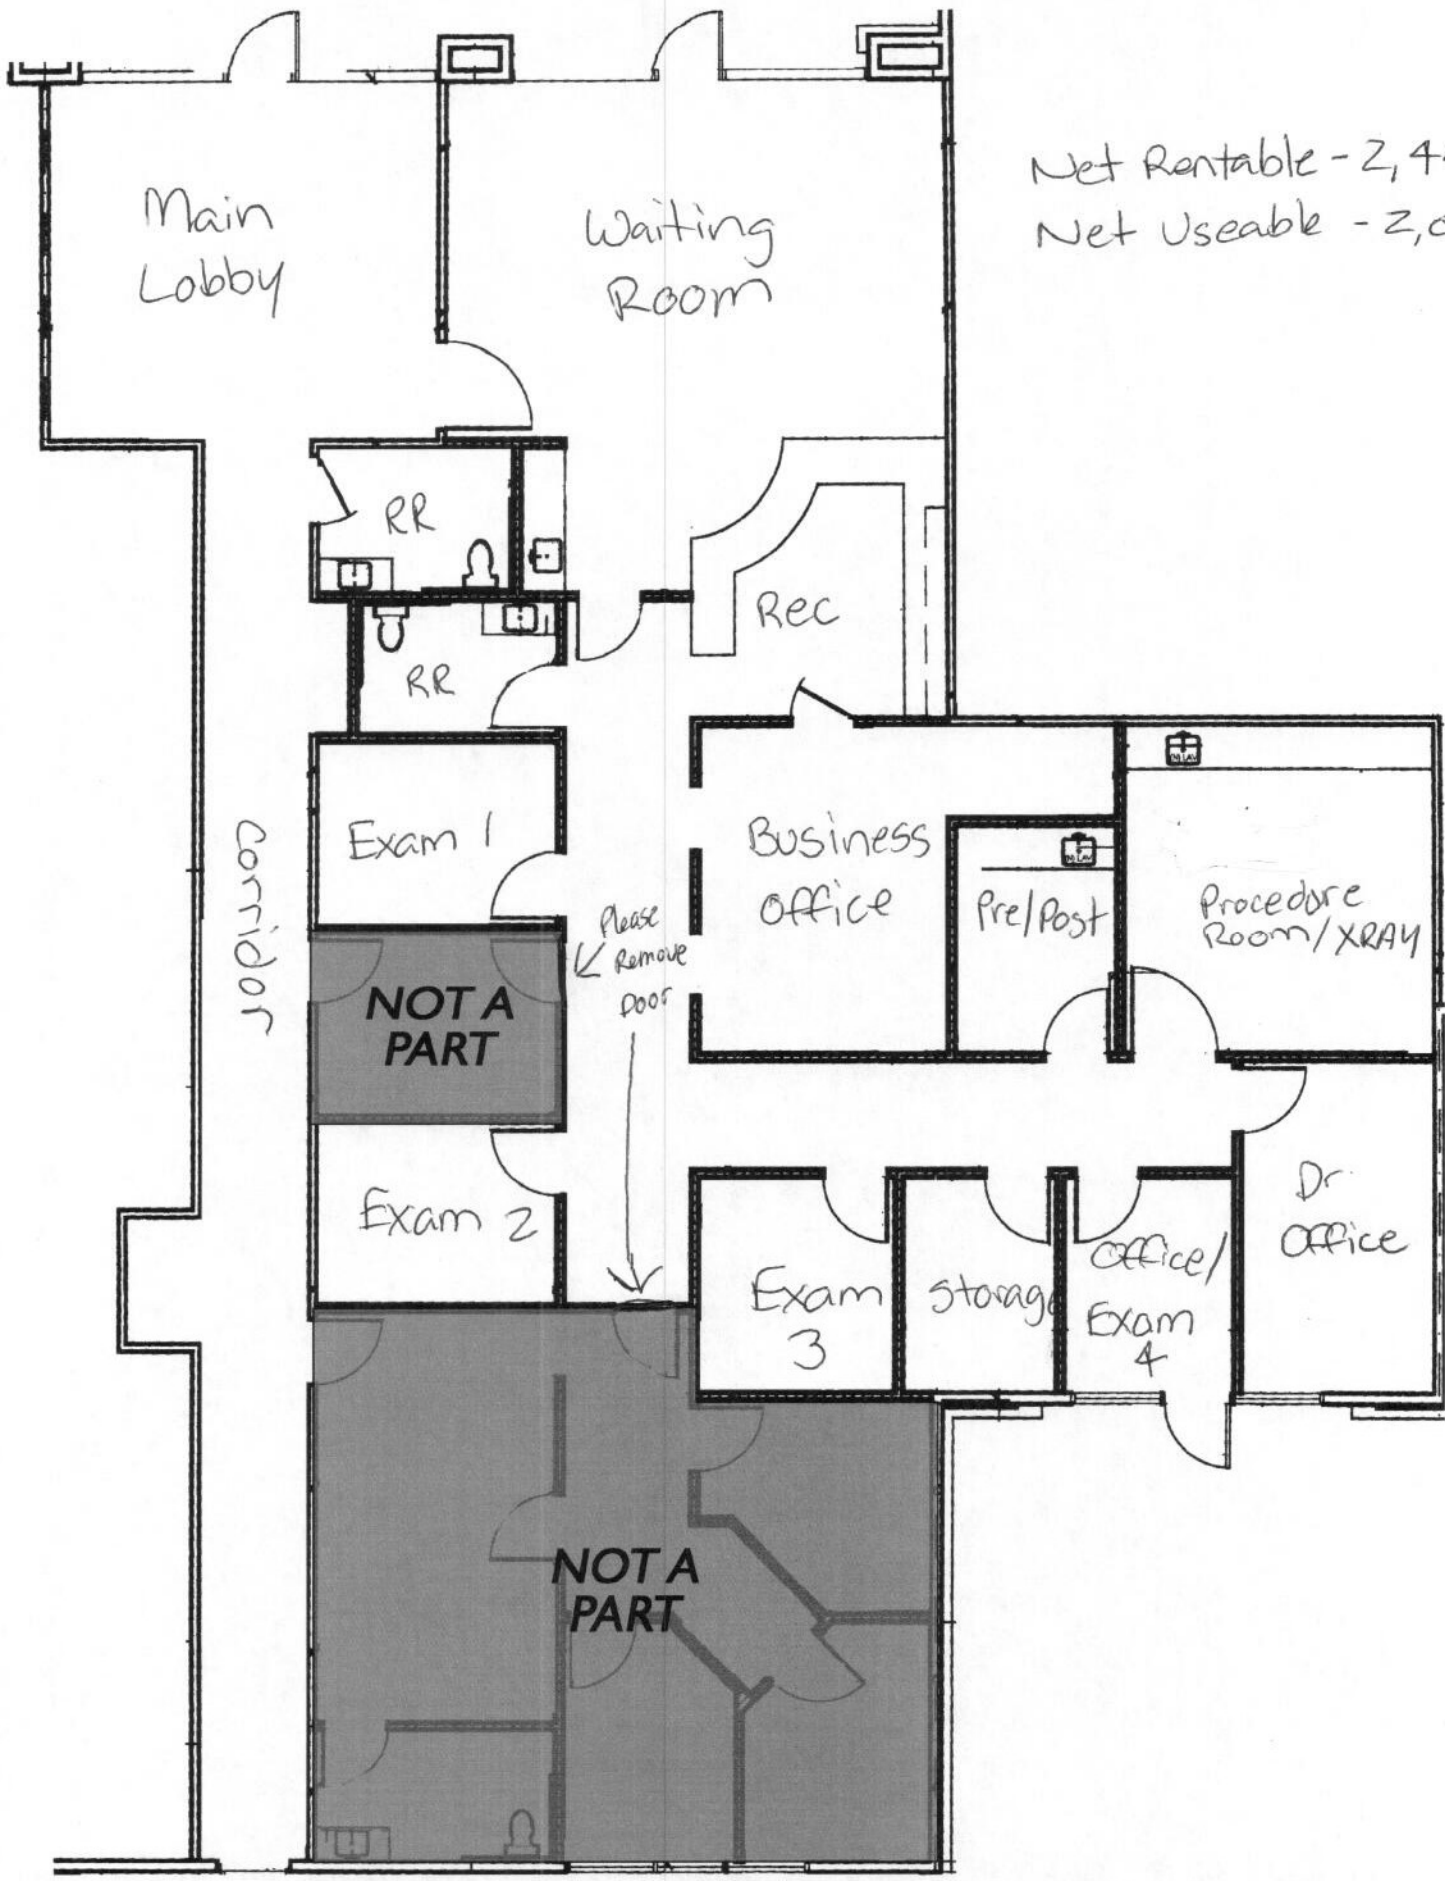 Net Rentable - 2,4
Net Useable - 2,
Main
Lobby
Waiting
Room
RR
Rec
RR
Exam 1
Corridor
Please
Remove
Door
Business
Office
Pre/Post
Procedure
Room/XRAY
NOT A
PART
Exam 2
Exam
3
Storage
Office/
Exam
4
Dr.
Office
NOT A
PART